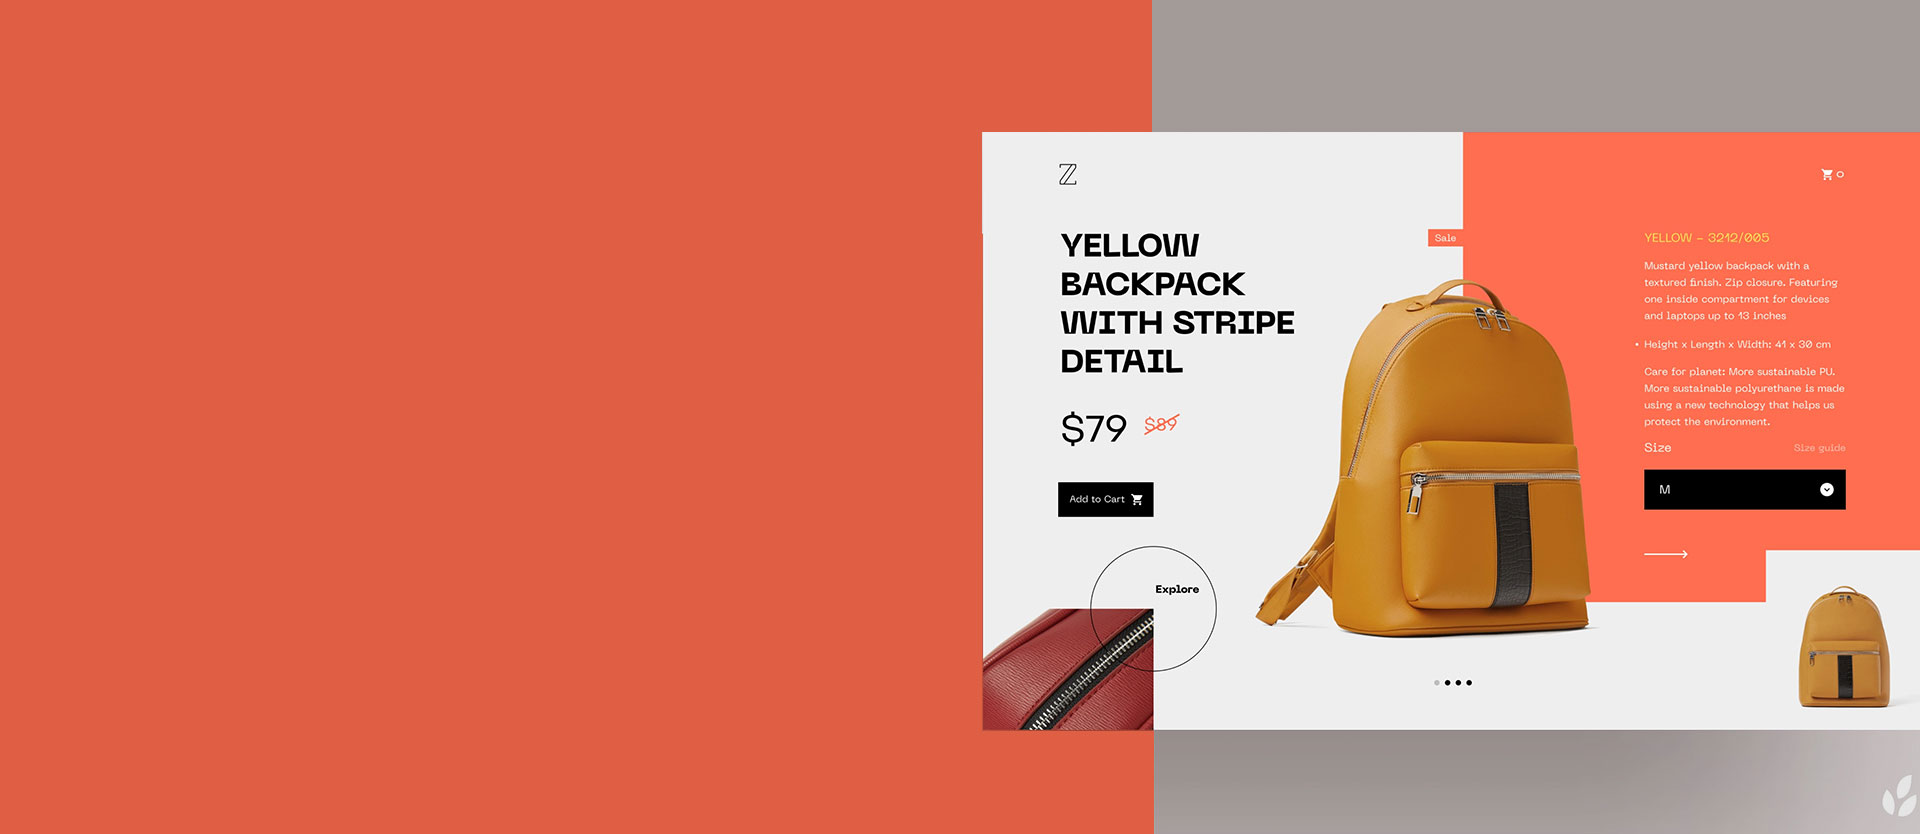 Z
0
YELLOW
BACKPACK
WITH STRIPE
DETAIL
$79 $89
Add to Cart
Explore
Sale
YELLOW - 3212/005
Mustard yellow backpack with a
textured finish. Zip closure. Featuring
one inside compartment for devices
and laptops up to 13 inches
• Height x Length x Width: 41 x 30 cm
Care for planet: More sustainable PU.
More sustainable polyurethane is made
using a new technology that helps us
protect the environment.
Size Size guide
M